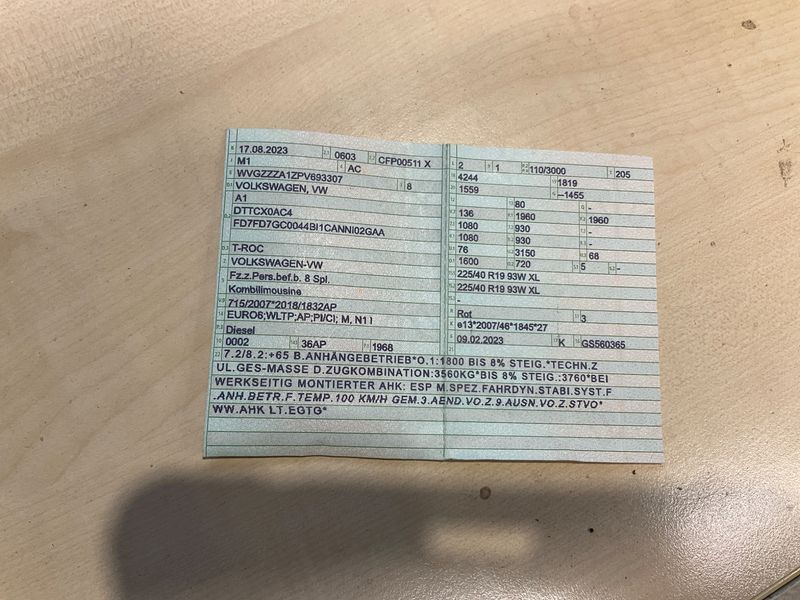 17.08.2023 0603 CFP00511 X
M1 AC
WVGZZZA1ZPV693307
VOLKSWAGEN, VW 8
A1
DTTCX0AC4
FD7FD7GC0044BI1CANNI02GAA
T-ROC
VOLKSWAGEN-VW
Fz.z.Pers.bef.b. 8 Spl.
Kombilimousine
715/2007*2018/1832AP
EURO6;WLTP;AP;PI/CI; M, N1 I
Diesel
0002 36AP 1968
2 1 110/3000 205
4244 1819
1559 –1455
80 -
136 1960 1960
1080 930 -
1080 930 -
76 3150 68
1600 720 5 -
225/40 R19 93W XL
225/40 R19 93W XL
-
Rot 3
e13*2007/46*1845*27
09.02.2023 K GS560365
7.2/8.2:+65 B.ANHÄNGEBETRIEB*O.1:1800 BIS 8% STEIG.*TECHN.Z
UL.GES-MASSE D.ZUGKOMBINATION:3560KG*BIS 8% STEIG.:3760*BEI
WERKSEITIG MONTIERTER AHK: ESP M.SPEZ.FAHRDYN.STABI.SYST.F
.ANH.BETR.F.TEMP.100 KM/H GEM.3.AEND.VO.Z.9.AUSN.VO.Z.STVO*
WW.AHK LT.EGTG*